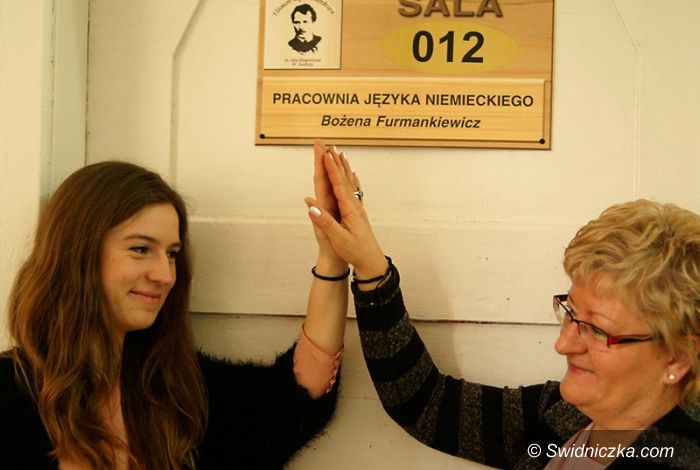 SALA
012
PRACOWNIA JĘZYKA NIEMIECKIEGO
Bożena Furmankiewicz
© Swidniczka.com